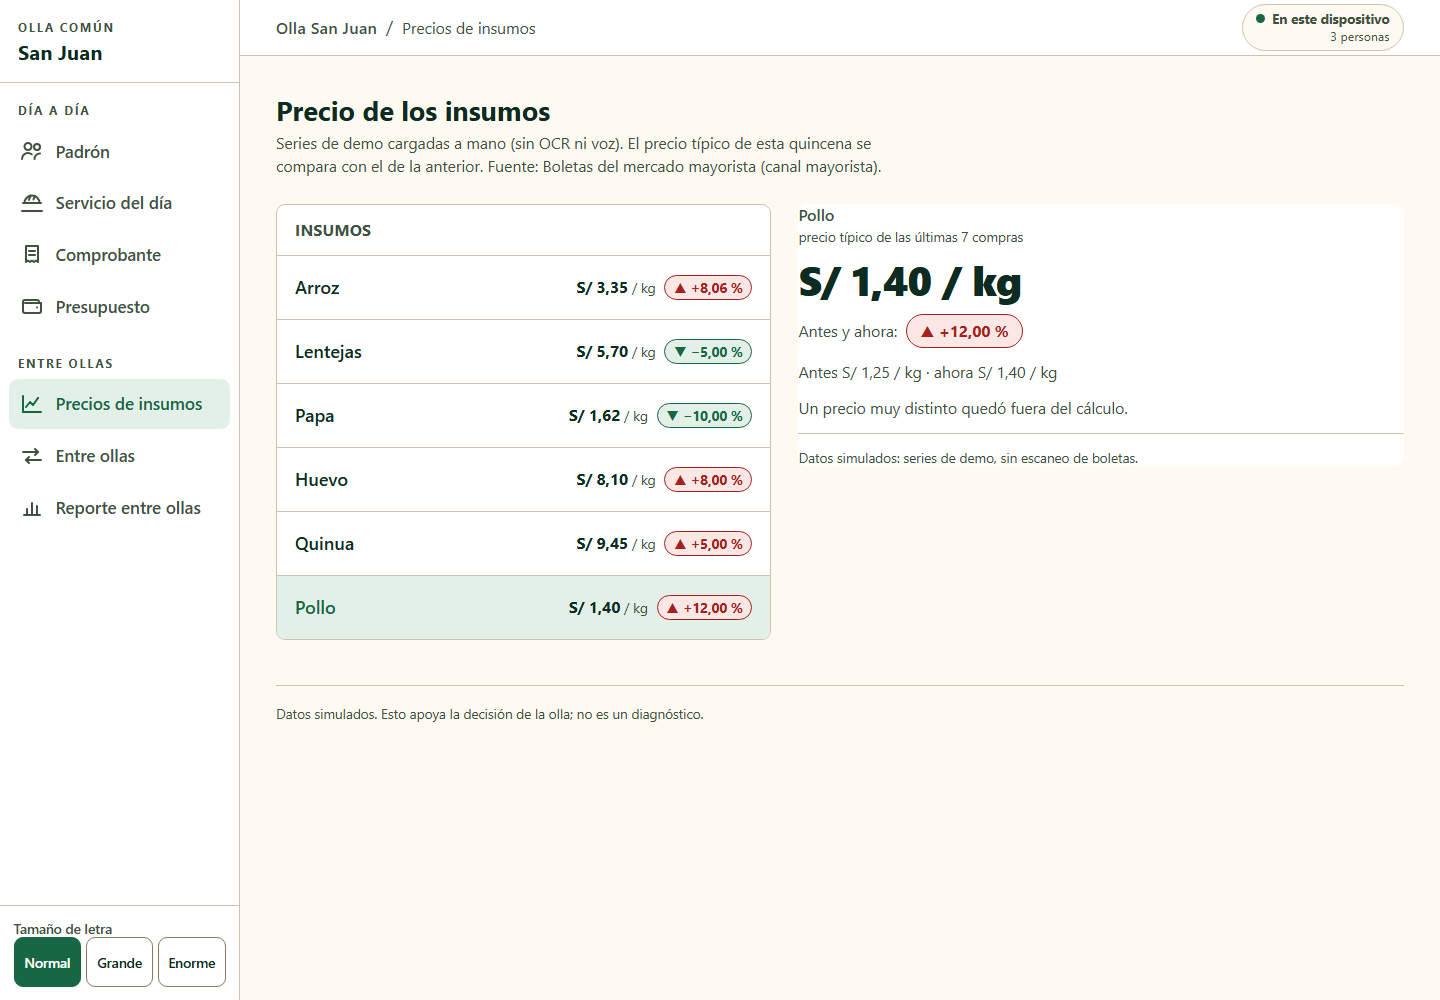 OLLA COMÚN
San Juan
DÍA A DÍA
Padrón
Servicio del día
Comprobante
Presupuesto
ENTRE OLLAS
Precios de insumos
Entre ollas
Reporte entre ollas
Tamaño de letra
Normal Grande Enorme
Olla San Juan / Precios de insumos
En este dispositivo
3 personas
Precio de los insumos
Series de demo cargadas a mano (sin OCR ni voz). El precio típico de esta quincena se
compara con el de la anterior. Fuente: Boletas del mercado mayorista (canal mayorista).
INSUMOS
Arroz S/ 3,35 / kg ▲ +8,06 %
Lentejas S/ 5,70 / kg ▼ −5,00 %
Papa S/ 1,62 / kg ▼ −10,00 %
Huevo S/ 8,10 / kg ▲ +8,00 %
Quinua S/ 9,45 / kg ▲ +5,00 %
Pollo S/ 1,40 / kg ▲ +12,00 %
Pollo
precio típico de las últimas 7 compras
S/ 1,40 / kg
Antes y ahora: ▲ +12,00 %
Antes S/ 1,25 / kg · ahora S/ 1,40 / kg
Un precio muy distinto quedó fuera del cálculo.
Datos simulados: series de demo, sin escaneo de boletas.
Datos simulados. Esto apoya la decisión de la olla; no es un diagnóstico.